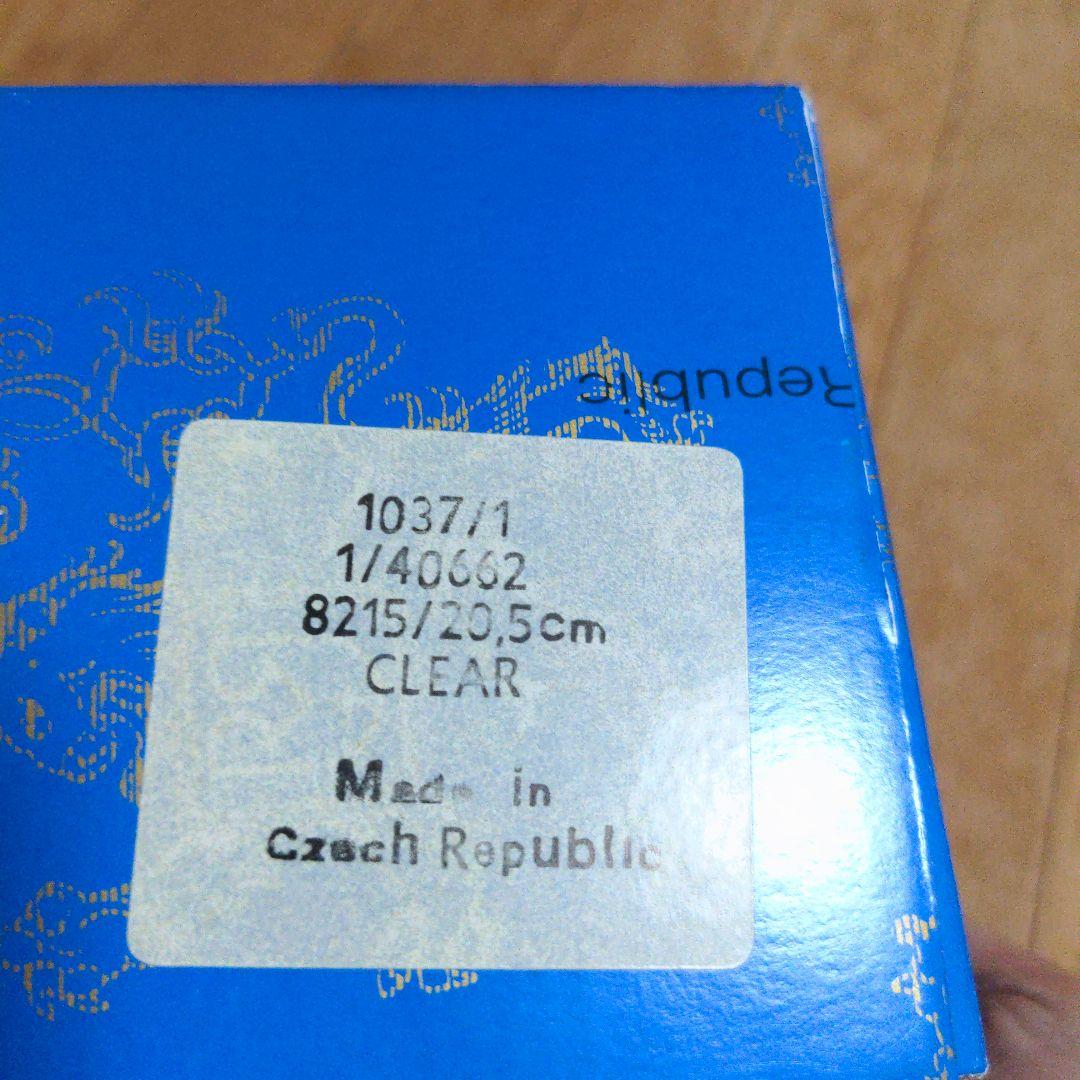 Republic
1037/1
1/40662
8215/20,5cm
CLEAR
Made in
Czech Republic